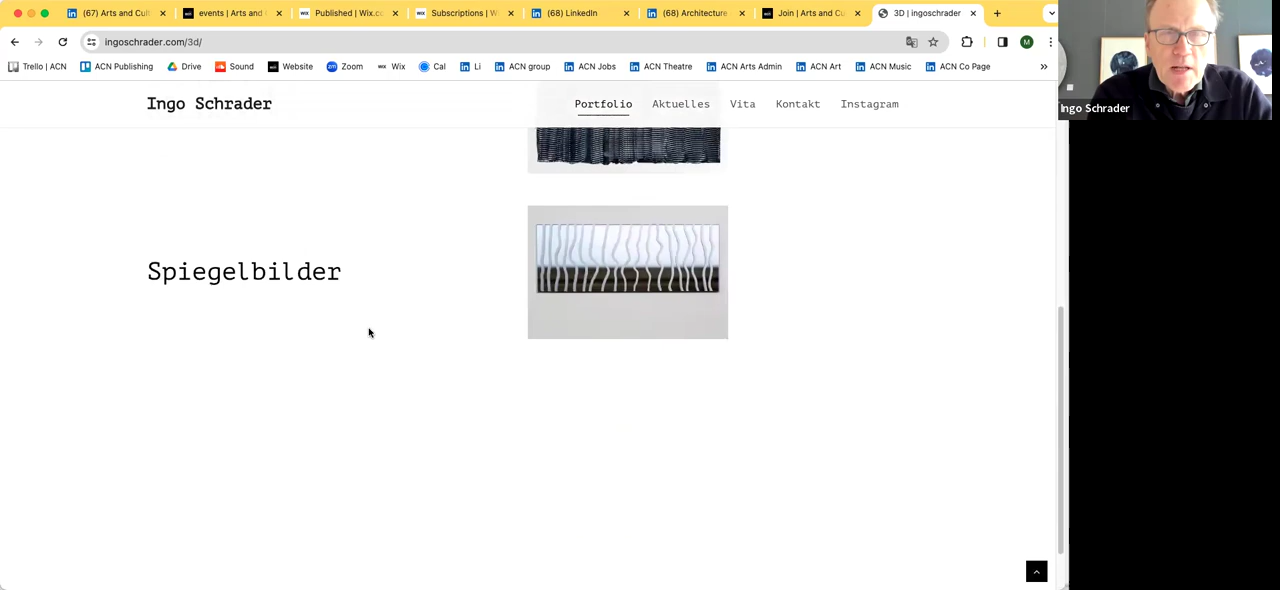 (67) Arts and Cult
events | Arts and
Published | Wix.c
Subscriptions | W
(68) LinkedIn
(68) Architecture
Join | Arts and Cu
3D | ingoschrader
ingoschrader.com/3d/
M
Trello | ACN
ACN Publishing
Drive
Sound
Website
Zoom
WIX Wix
Cal
Li
ACN group
ACN Jobs
ACN Theatre
ACN Arts Admin
ACN Art
ACN Music
ACN Co Page
»
Ingo Schrader
Ingo Schrader
Portfolio Aktuelles Vita Kontakt Instagram
Spiegelbilder